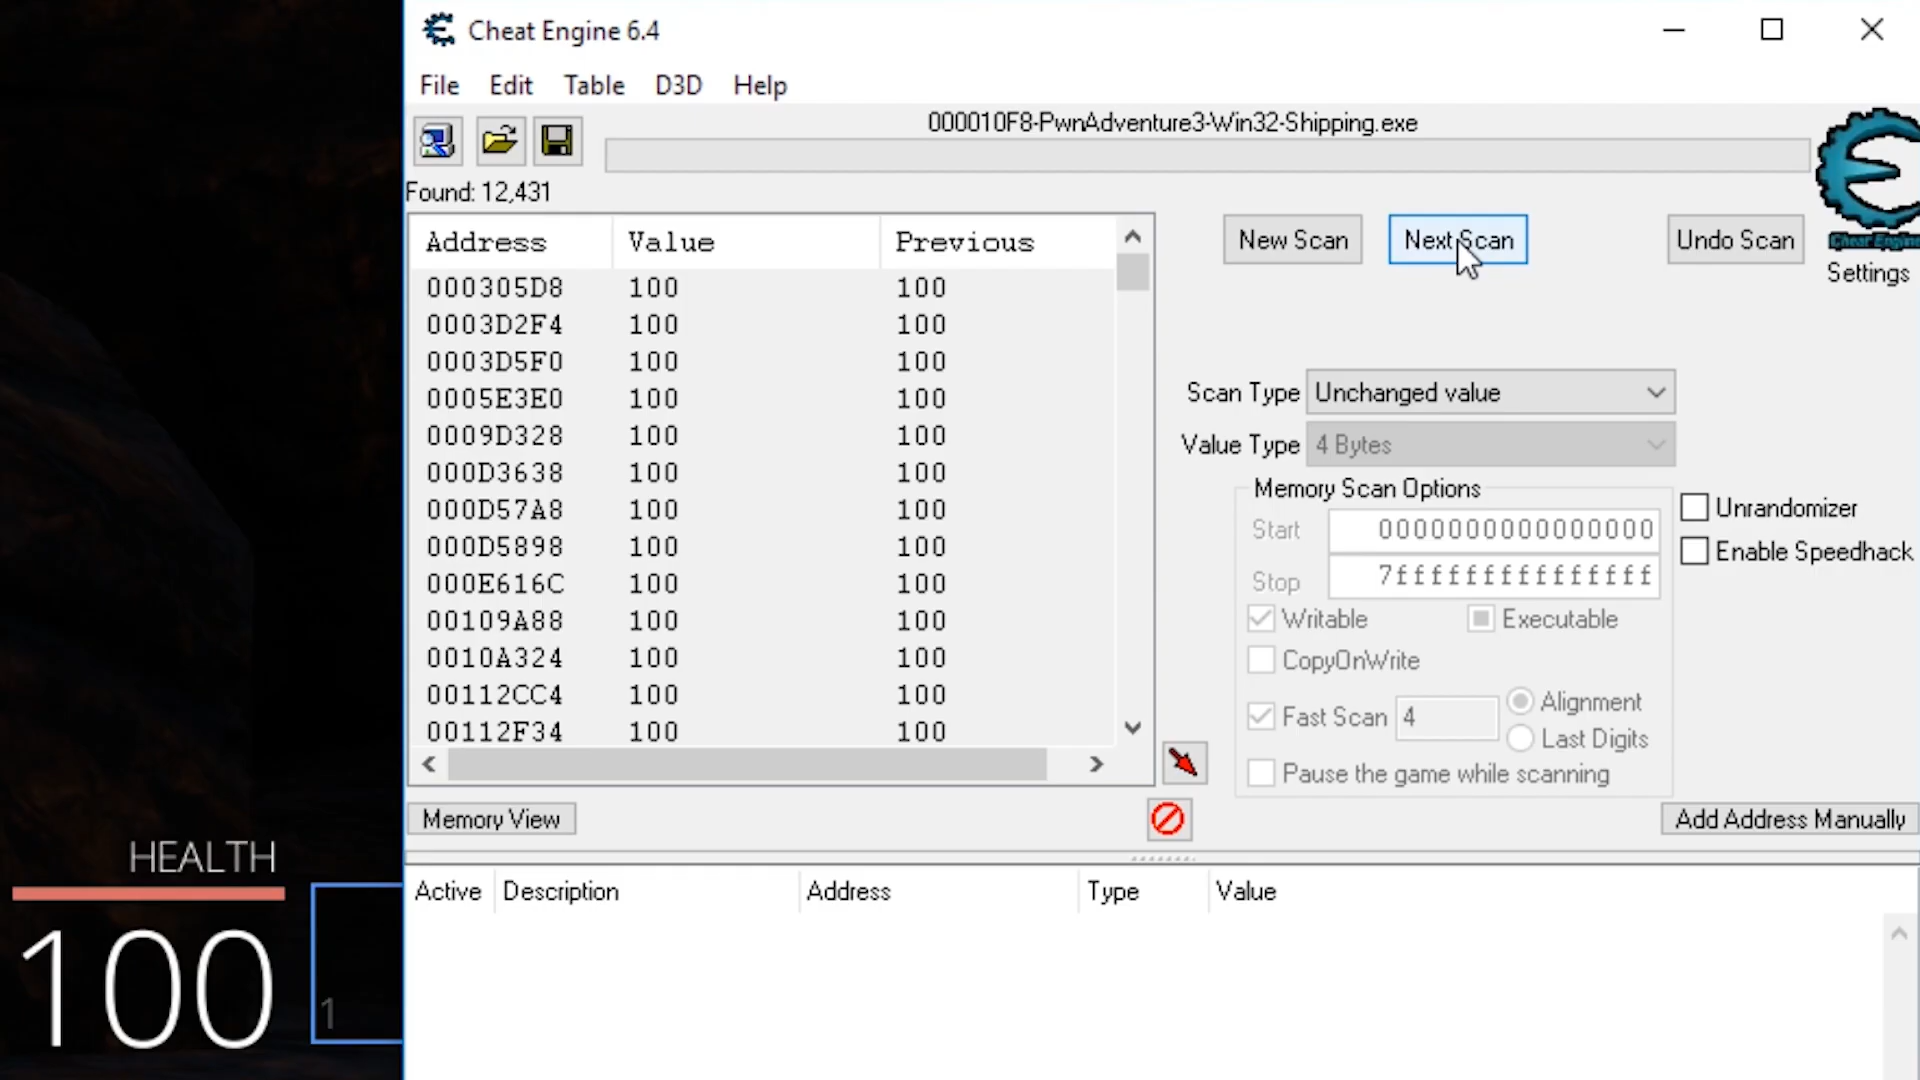 Cheat Engine 6.4
File Edit Table D3D Help
000010F8-PwnAdventure3-Win32-Shipping.exe
Found: 12,431
Address Value Previous
000305D8 100 100
0003D2F4 100 100
0003D5F0 100 100
0005E3E0 100 100
0009D328 100 100
000D3638 100 100
000D57A8 100 100
000D5898 100 100
000E616C 100 100
00109A88 100 100
0010A324 100 100
00112CC4 100 100
00112F34 100 100
New Scan Next Scan Undo Scan
Cheat Engine
Settings
Scan Type Unchanged value
Value Type 4 Bytes
Memory Scan Options
Start 0000000000000000
Stop 7fffffffffffffff
Writable Executable
CopyOnWrite
Fast Scan 4 Alignment
Last Digits
Pause the game while scanning
Unrandomizer
Enable Speedhack
Memory View Add Address Manually
Active Description Address Type Value
HEALTH
100
1